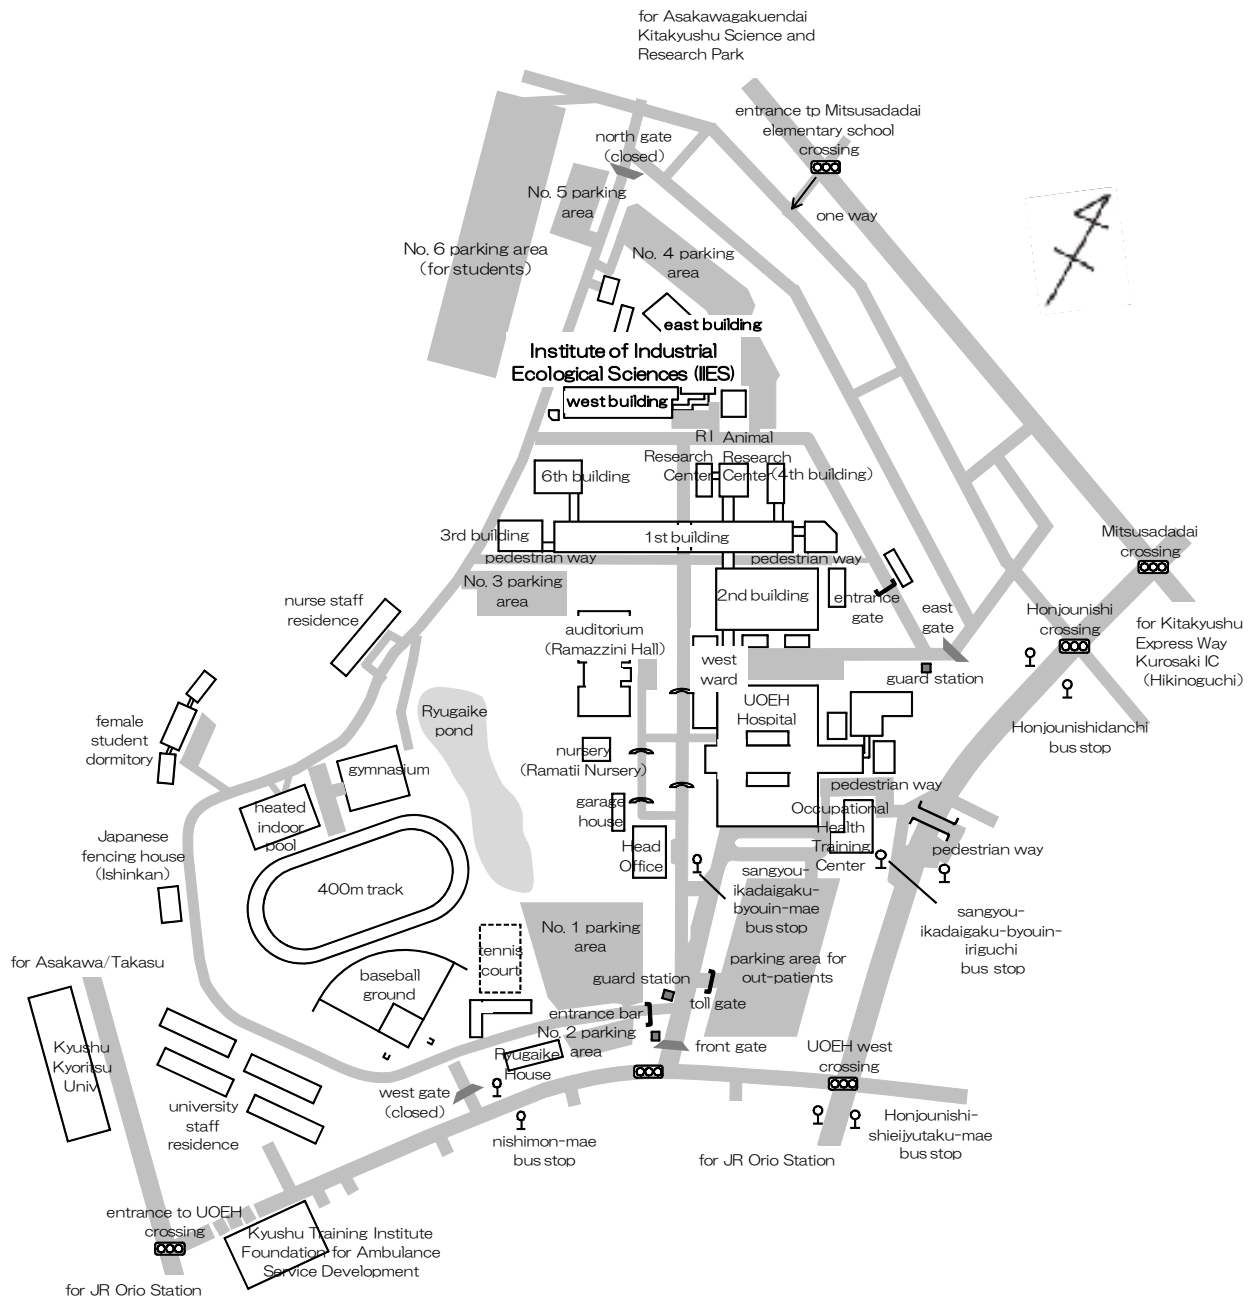 for Asakawagakuendai
Kitakyushu Science and
Research Park
entrance tp Mitsusadadai
elementary school
crossing
north gate
(closed)
one way
No. 5 parking
area
No. 6 parking area
(for students)
No. 4 parking
area
east building
Institute of Industrial
Ecological Sciences (IIES)
west building
RI
Research
Center
Animal
Research
Center(4th building)
6th building
3rd building
1st building
pedestrian way
pedestrian way
No. 3 parking
area
2nd building
entrance
gate
east
gate
Mitsusadadai
crossing
Honjounishi
crossing
for Kitakyushu
Express Way
Kurosaki IC
(Hikinoguchi)
nurse staff
residence
auditorium
(Ramazzini Hall)
west
ward
guard station
UOEH
Hospital
Honjounishidanchi
bus stop
female
student
dormitory
Ryugaike
pond
nursery
(Ramatii Nursery)
gymnasium
pedestrian way
heated
indoor
pool
garage
house
Occupational
Health
Training
Center
Head
Office
pedestrian way
Japanese
fencing house
(Ishinkan)
400m track
sangyou-
ikadaigaku-
byouin-mae
bus stop
sangyou-
ikadaigaku-byouin-
iriguchi
bus stop
No. 1 parking
area
tennis
court
parking area for
out-patients
for Asakawa/Takasu
baseball
ground
guard station
toll gate
entrance bar
No. 2 parking
area
front gate
UOEH west
crossing
Kyushu
Kyoritsu
Univ.
Ryugaike
House
west gate
(closed)
university
staff
residence
nishimon-mae
bus stop
Honjounishi-
shieijyutaku-mae
bus stop
for JR Orio Station
entrance to UOEH
crossing
Kyushu Training Institute
Foundation for Ambulance
Service Development
for JR Orio Station